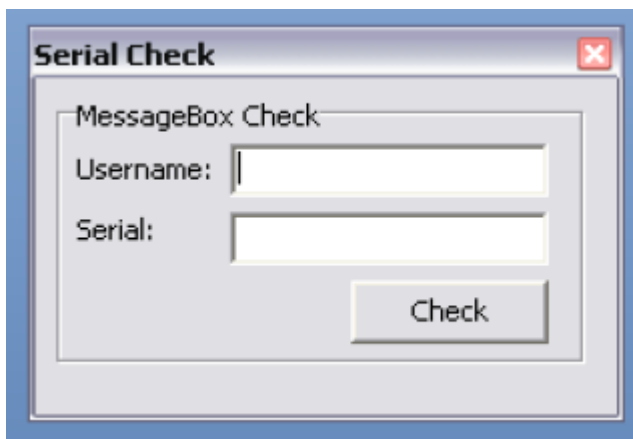 Serial Check
MessageBox Check
Username:
Serial:
Check